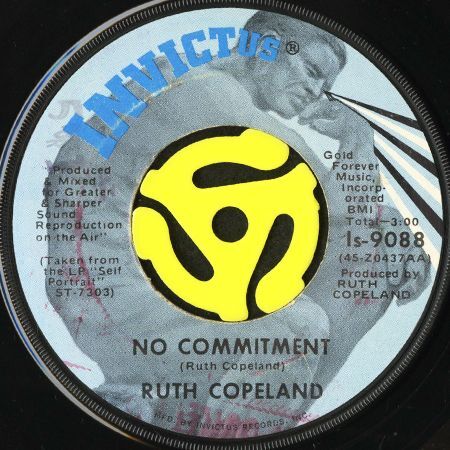 INVICTUS®
Produced
& Mixed
for Greater
& Sharper
Sound
Reproduction
on the Air"
(Taken from
the LP "Self
Portrait"
ST-7303)
Gold
Forever
Music,
Incorp-
orated
BMI
Total-3:00
Is-9088
(45-Z0437AA)
Produced by
RUTH
COPELAND
NO COMMITMENT
(Ruth Copeland)
RUTH COPELAND
MFD. BY INVICTUS RECORDS, INC.